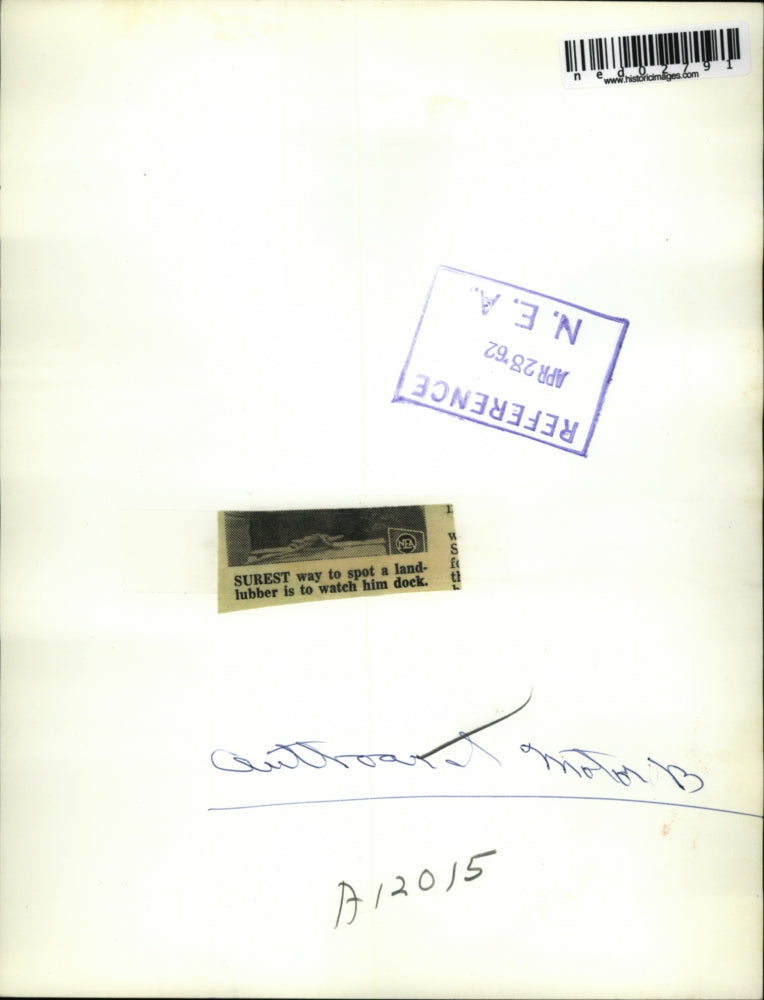 ned02791
www.historicimages.com
REFERENCE
APR 28 '62
N. E. A.
NEA
SUREST way to spot a land-
lubber is to watch him dock.
Outboard Motor B
A12015